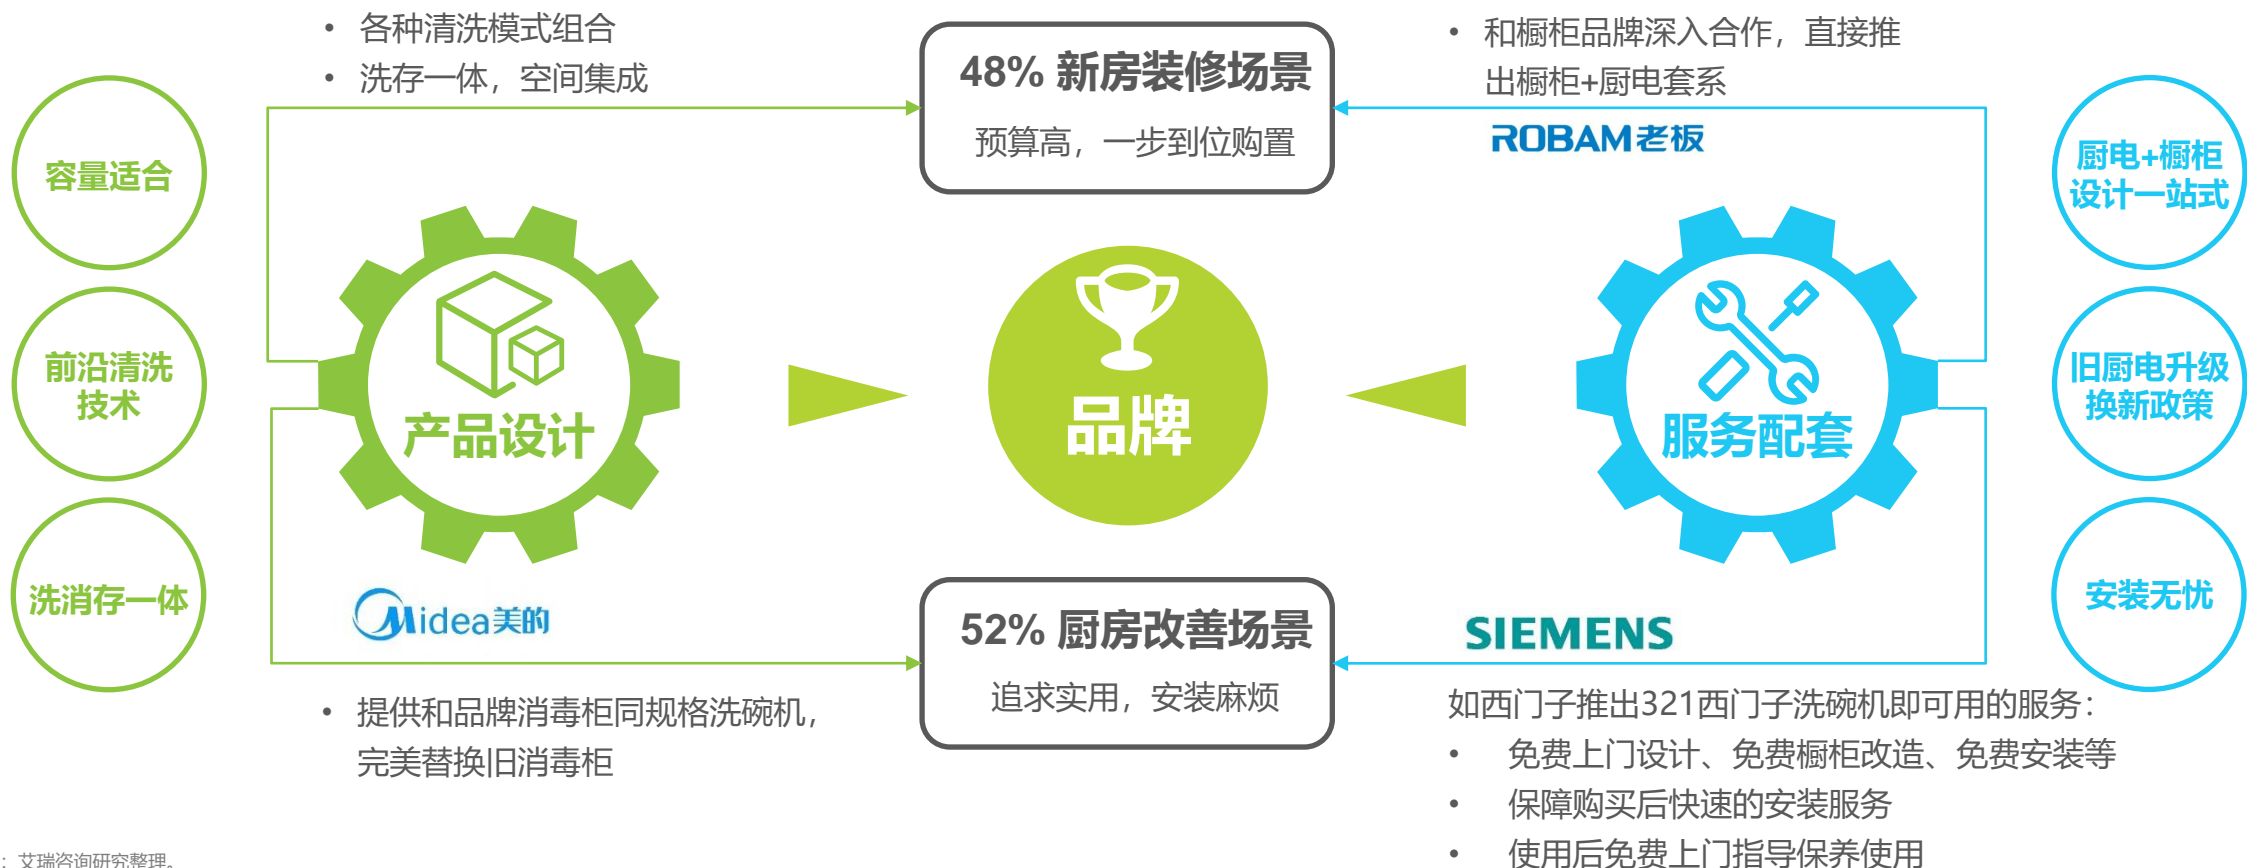 • 各种清洗模式组合
• 洗存一体，空间集成
48% 新房装修场景
预算高，一步到位购置
• 和橱柜品牌深入合作，直接推
出橱柜+厨电套系
ROBAM老板
容量适合
前沿清洗
技术
洗消存一体
产品设计
品牌
服务配套
厨电+橱柜
设计一站式
旧厨电升级
换新政策
安装无忧
Midea美的
52% 厨房改善场景
追求实用，安装麻烦
SIEMENS
• 提供和品牌消毒柜同规格洗碗机，
完美替换旧消毒柜
如西门子推出321西门子洗碗机即可用的服务：
• 免费上门设计、免费橱柜改造、免费安装等
• 保障购买后快速的安装服务
• 使用后免费上门指导保养使用
：艾瑞咨询研究整理。